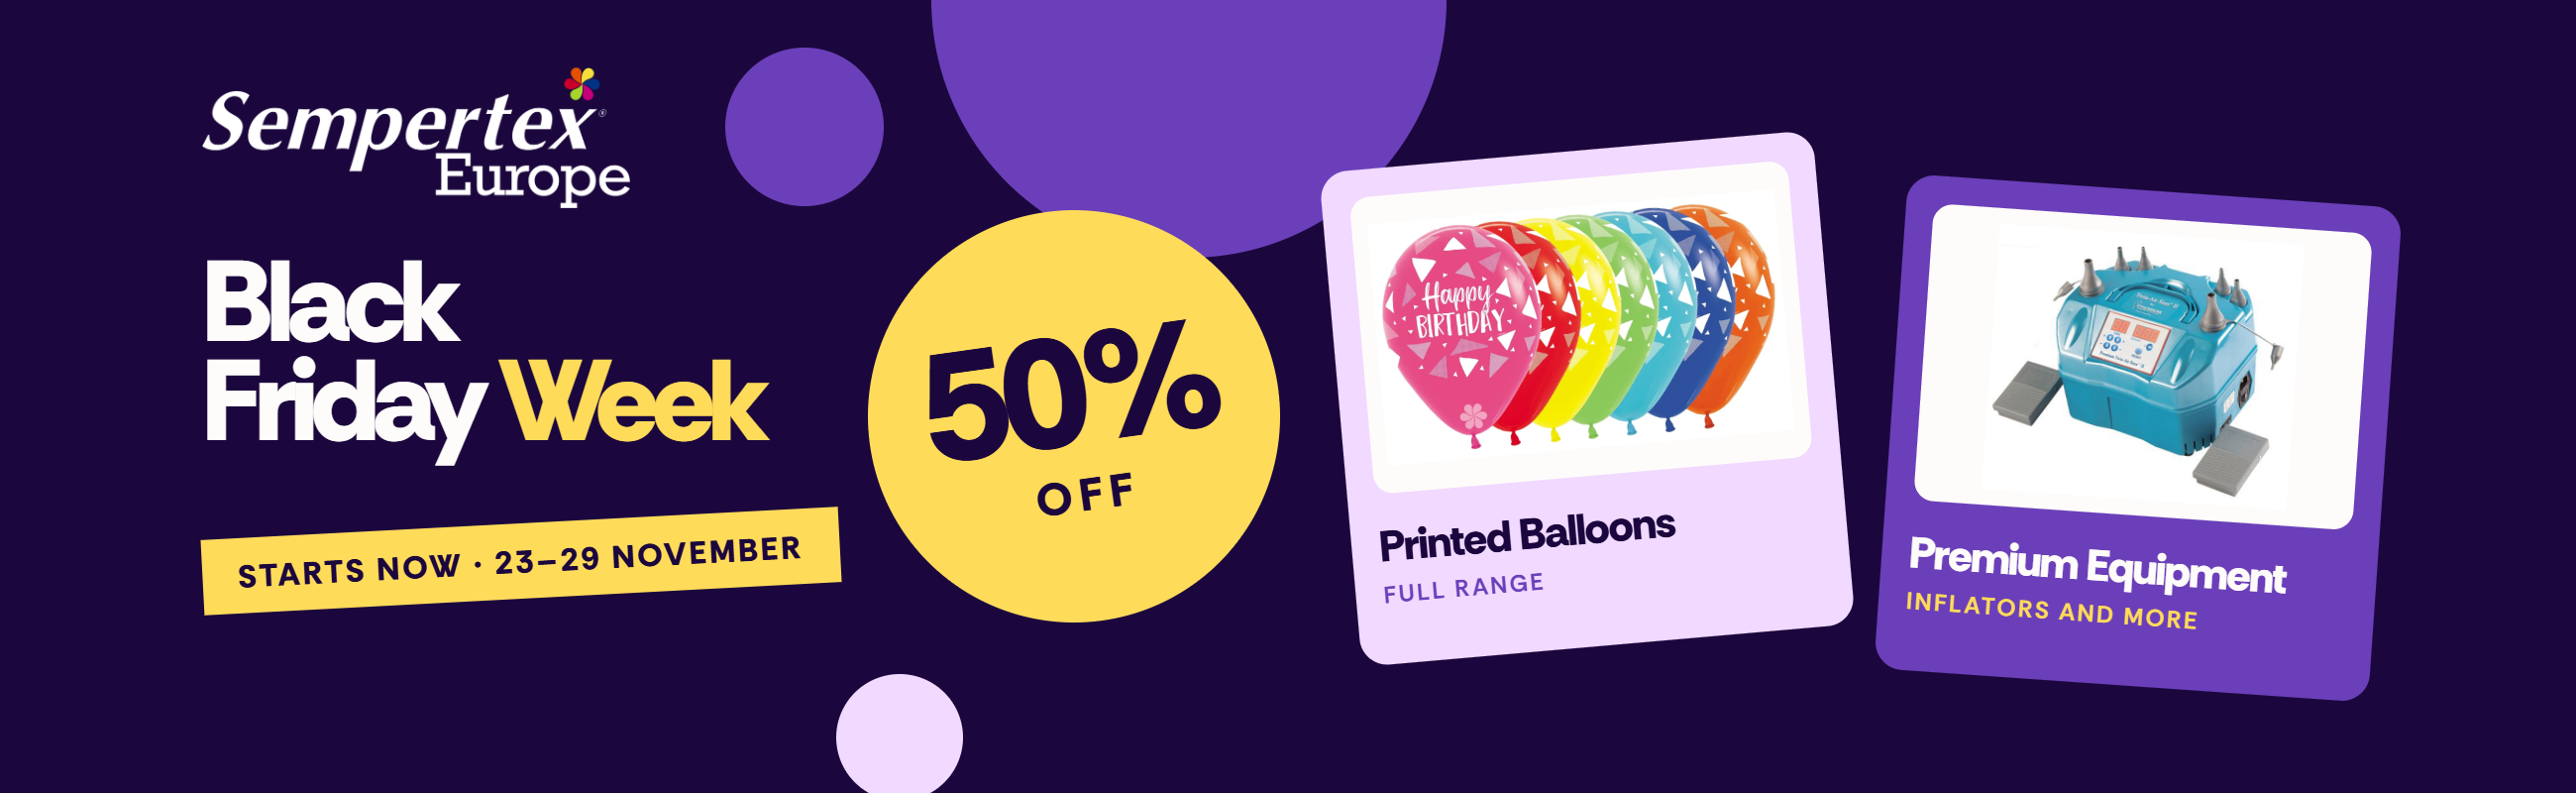 Sempertex
Europe
Black
Friday Week
STARTS NOW · 23–29 NOVEMBER
50%
OFF
Happy
BIRTHDAY
Printed Balloons
FULL RANGE
Premium Equipment
INFLATORS AND MORE